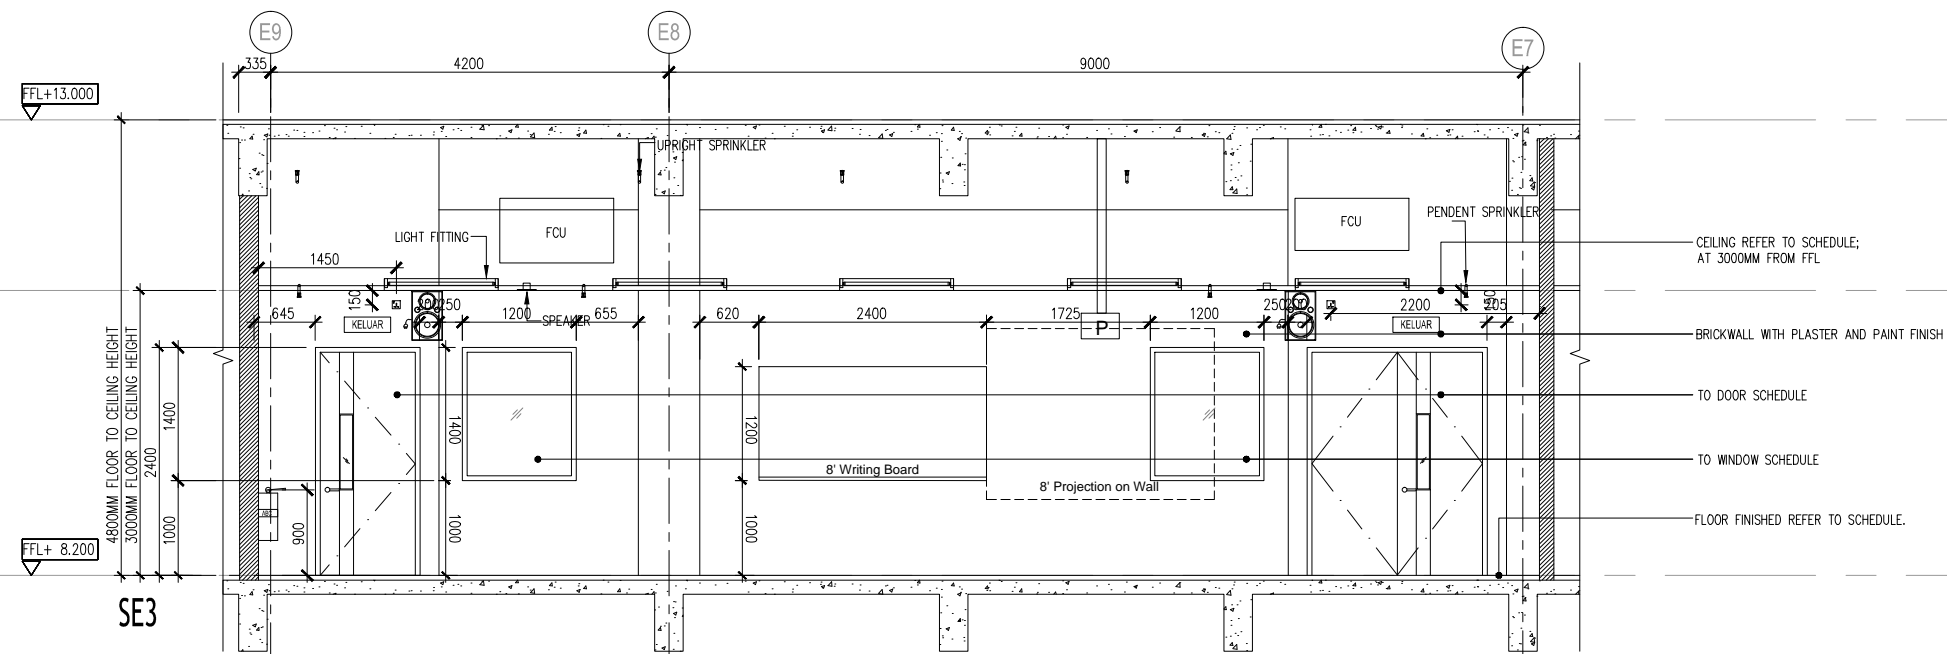 E9
E8
E7
335
4200
9000
FFL+13.000
UPRIGHT SPRINKLER
FCU
FCU
PENDENT SPRINKLER
LIGHT FITTING
CEILING REFER TO SCHEDULE;
AT 3000MM FROM FFL
1450
150
200
250
1200
SPEAKER
655
620
2400
1725
1200
250
200
2200
150
205
645
KELUAR
P
KELUAR
BRICKWALL WITH PLASTER AND PAINT FINISH
4800MM FLOOR TO CEILING HEIGHT
3000MM FLOOR TO CEILING HEIGHT
2400
1400
1000
1400
1000
1200
1000
TO DOOR SCHEDULE
8' Writing Board
8' Projection on Wall
TO WINDOW SCHEDULE
900
FLOOR FINISHED REFER TO SCHEDULE.
FFL+ 8.200
SE3